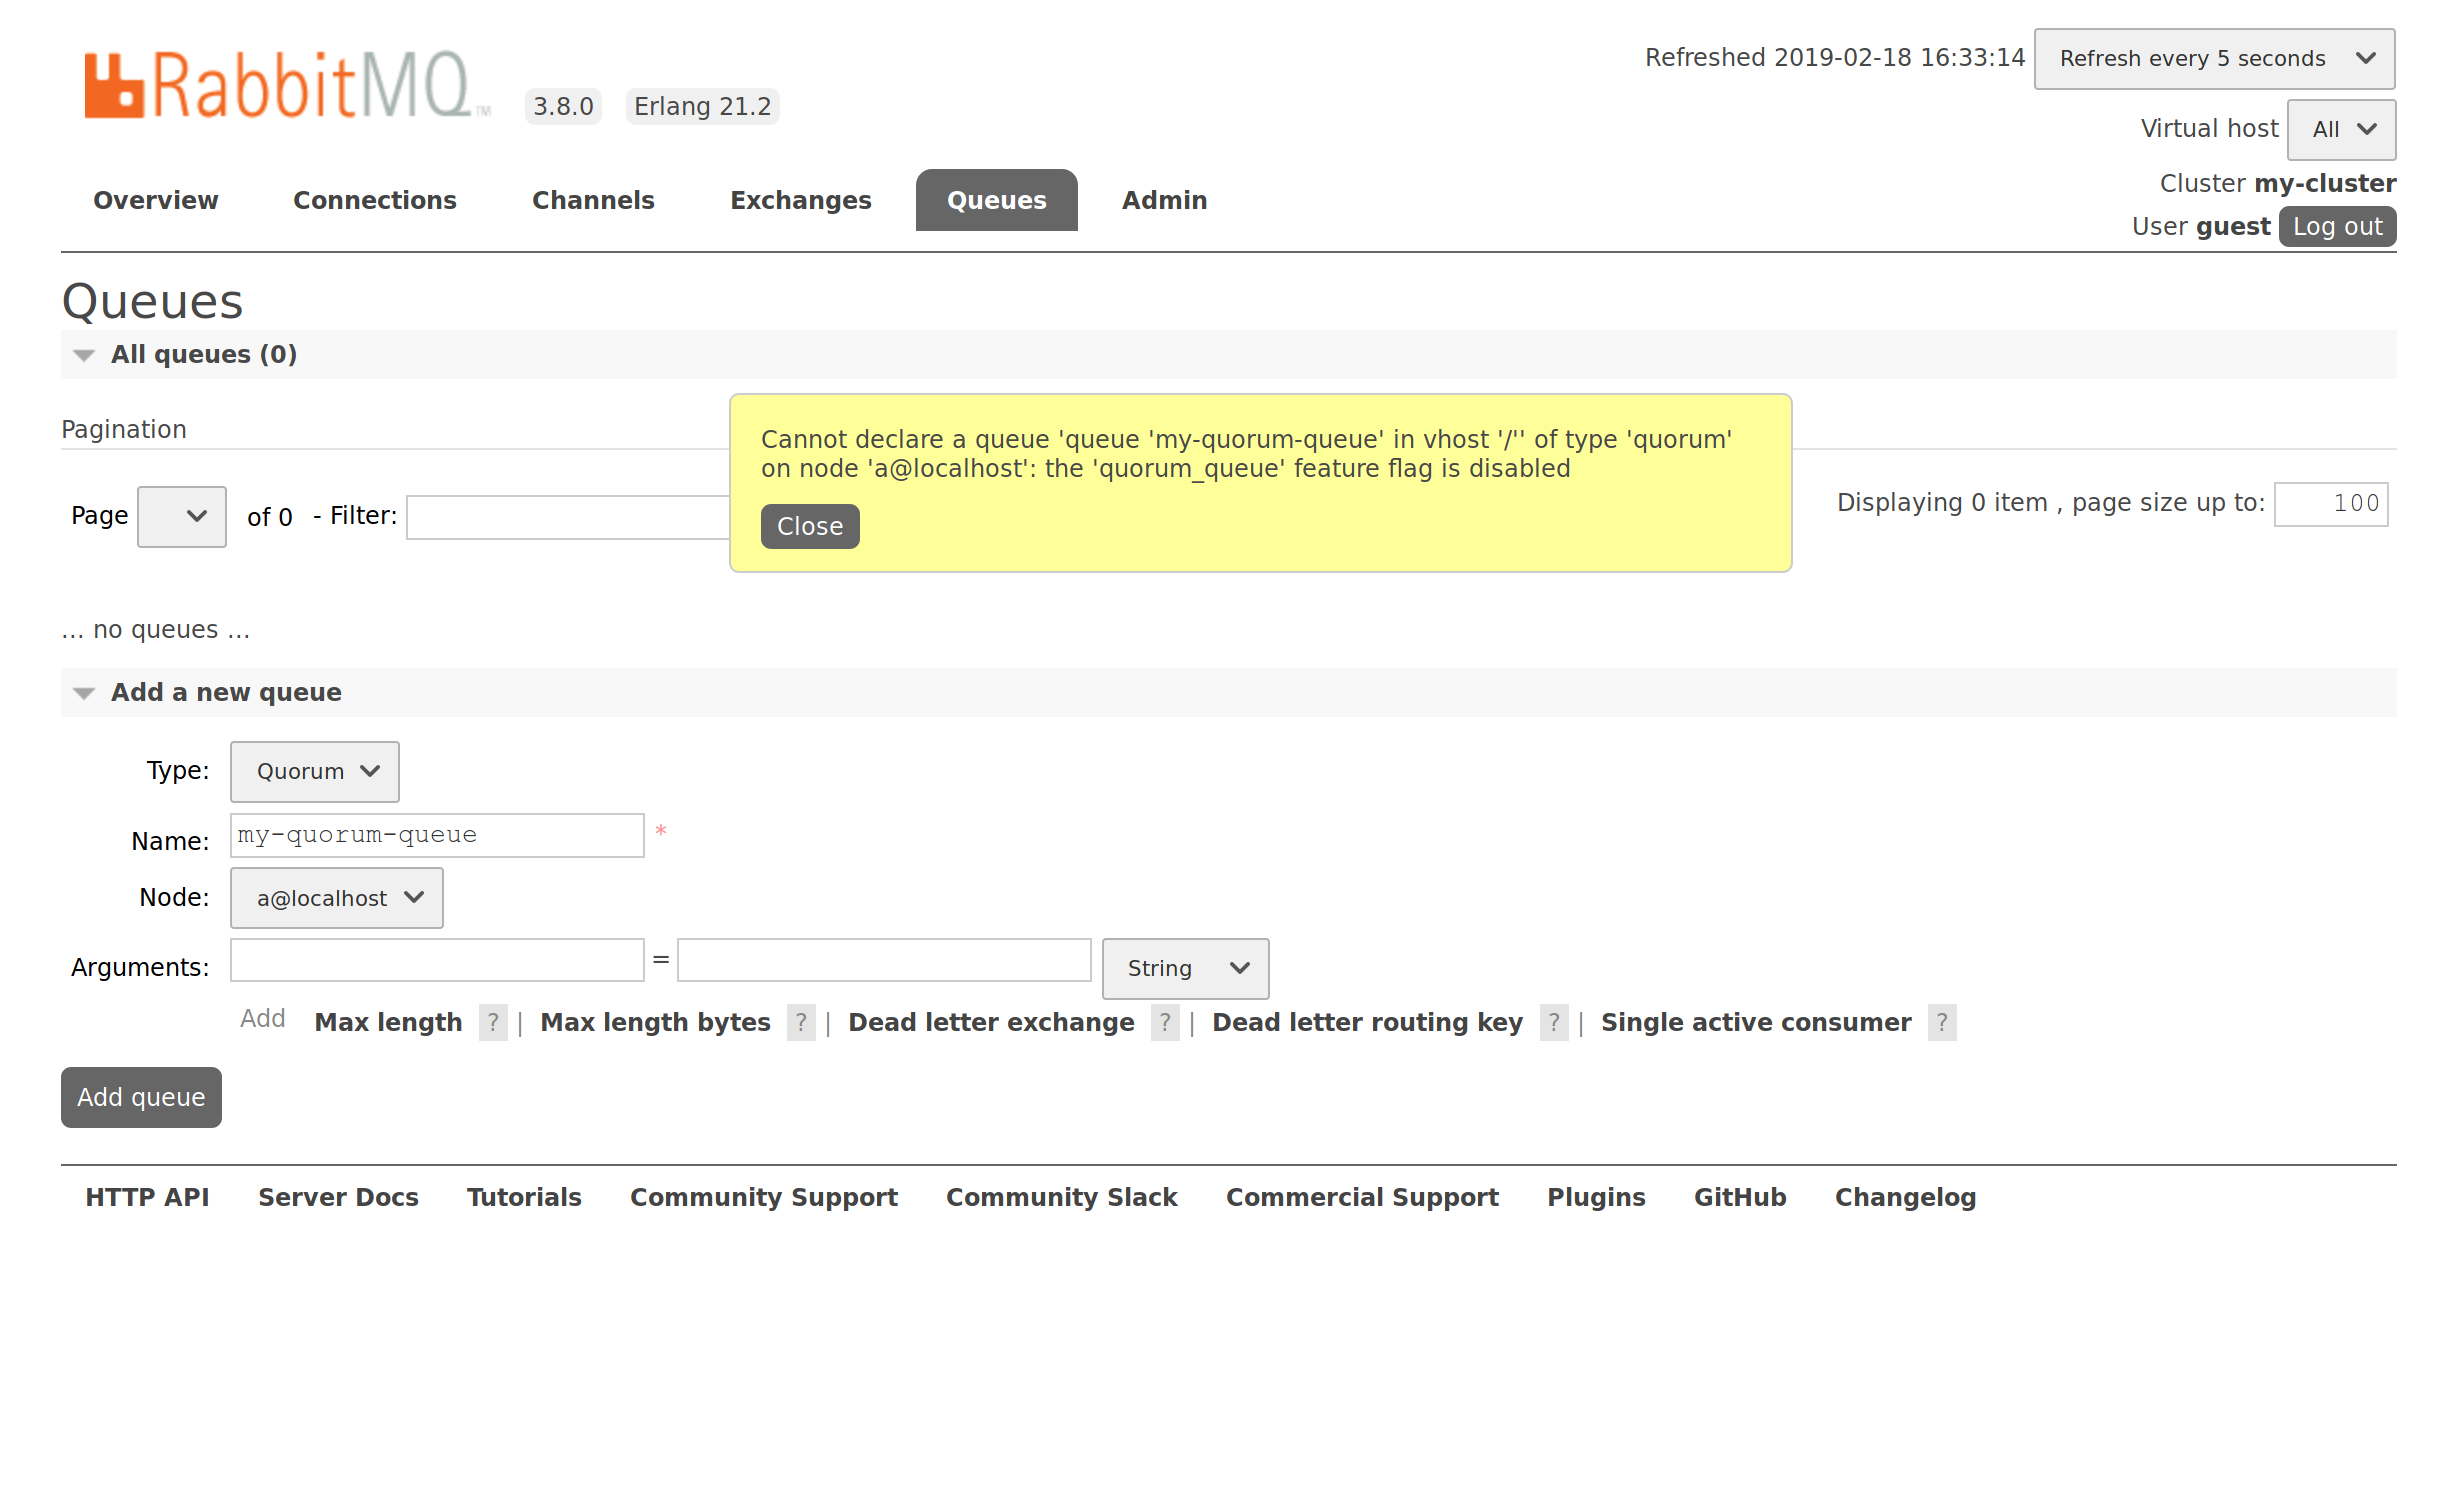 RabbitMQ™ 3.8.0 Erlang 21.2
Refreshed 2019-02-18 16:33:14 Refresh every 5 seconds
Virtual host All
Cluster my-cluster
User guest Log out
Overview Connections Channels Exchanges Queues Admin
Queues
All queues (0)
Pagination
Page of 0 - Filter:
Displaying 0 item , page size up to: 100
Cannot declare a queue 'queue 'my-quorum-queue' in vhost '/'' of type 'quorum'
on node 'a@localhost': the 'quorum_queue' feature flag is disabled
Close
... no queues ...
Add a new queue
Type: Quorum
Name: my-quorum-queue *
Node: a@localhost
Arguments: = String
Add Max length ? | Max length bytes ? | Dead letter exchange ? | Dead letter routing key ? | Single active consumer ?
Add queue
HTTP API Server Docs Tutorials Community Support Community Slack Commercial Support Plugins GitHub Changelog